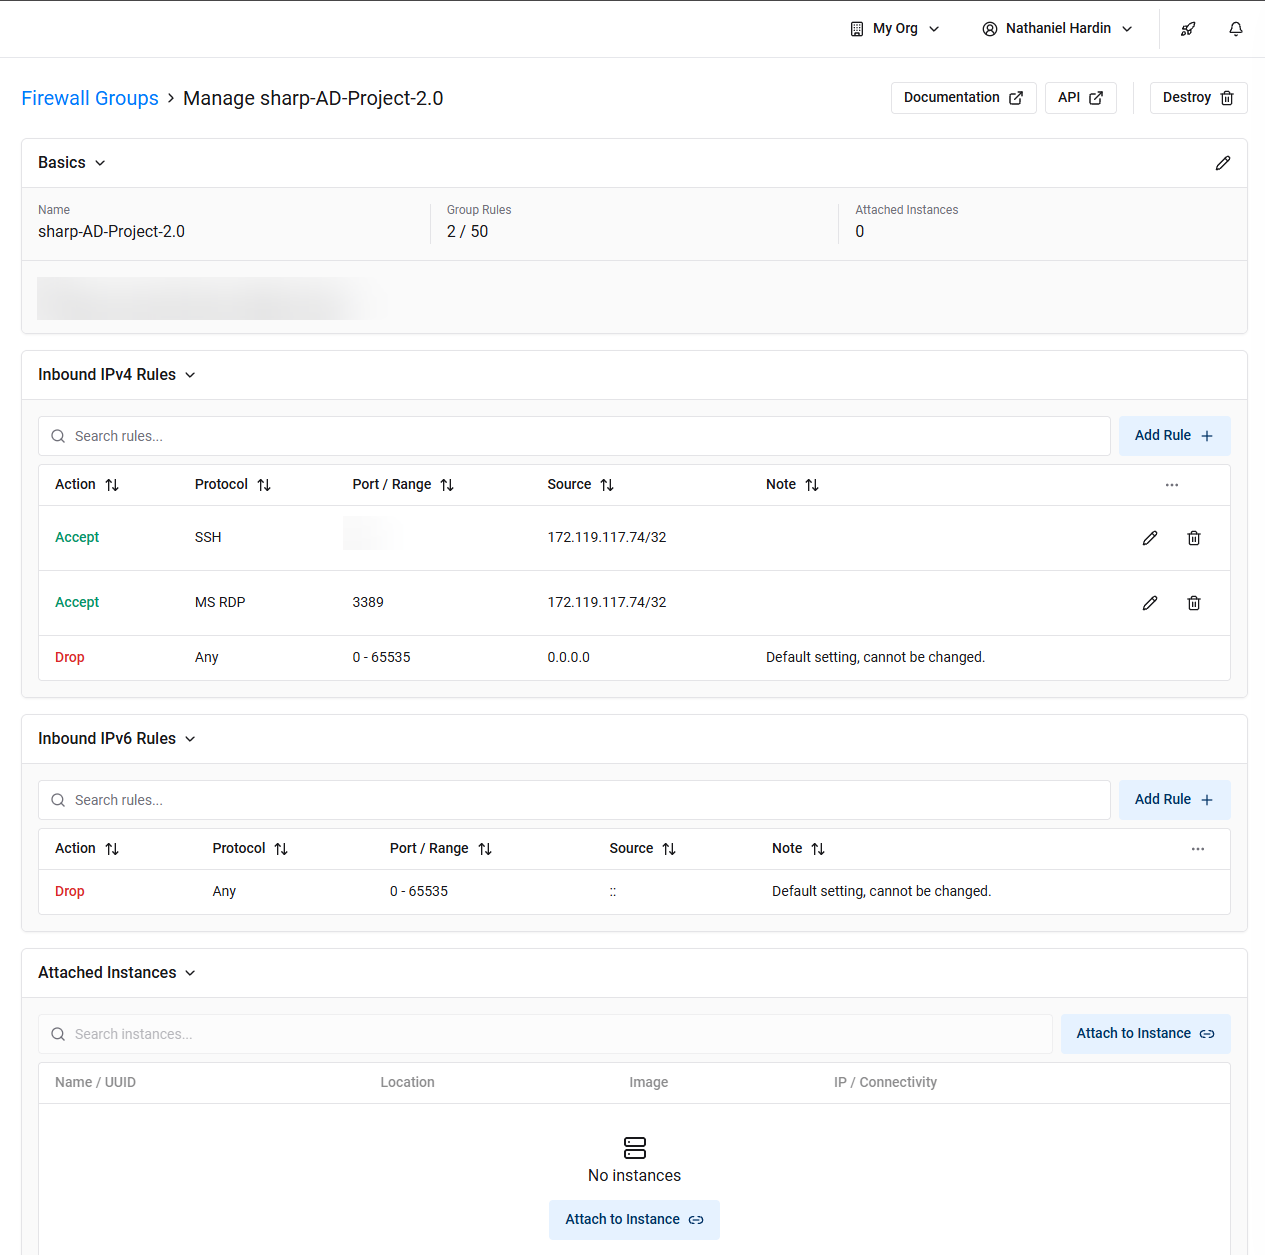 My Org
Nathaniel Hardin
Firewall Groups > Manage sharp-AD-Project-2.0
Documentation
API
Destroy
Basics
Name
Group Rules
Attached Instances
sharp-AD-Project-2.0
2 / 50
0
Inbound IPv4 Rules
Search rules...
Add Rule +
Action Protocol Port / Range Source Note ...
Accept SSH 172.119.117.74/32
Accept MS RDP 3389 172.119.117.74/32
Drop Any 0 - 65535 0.0.0.0 Default setting, cannot be changed.
Inbound IPv6 Rules
Search rules...
Add Rule +
Action Protocol Port / Range Source Note ...
Drop Any 0 - 65535 :: Default setting, cannot be changed.
Attached Instances
Search instances...
Attach to Instance
Name / UUID Location Image IP / Connectivity
No instances
Attach to Instance